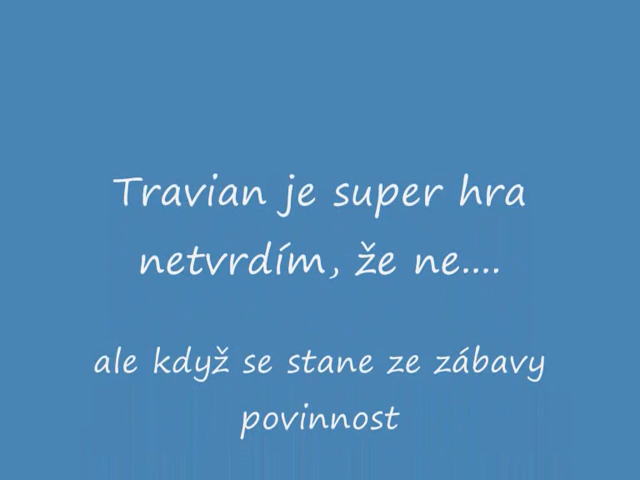 Travian je super hra
netvrdím, že ne....
ale když se stane ze zábavy
povinnost